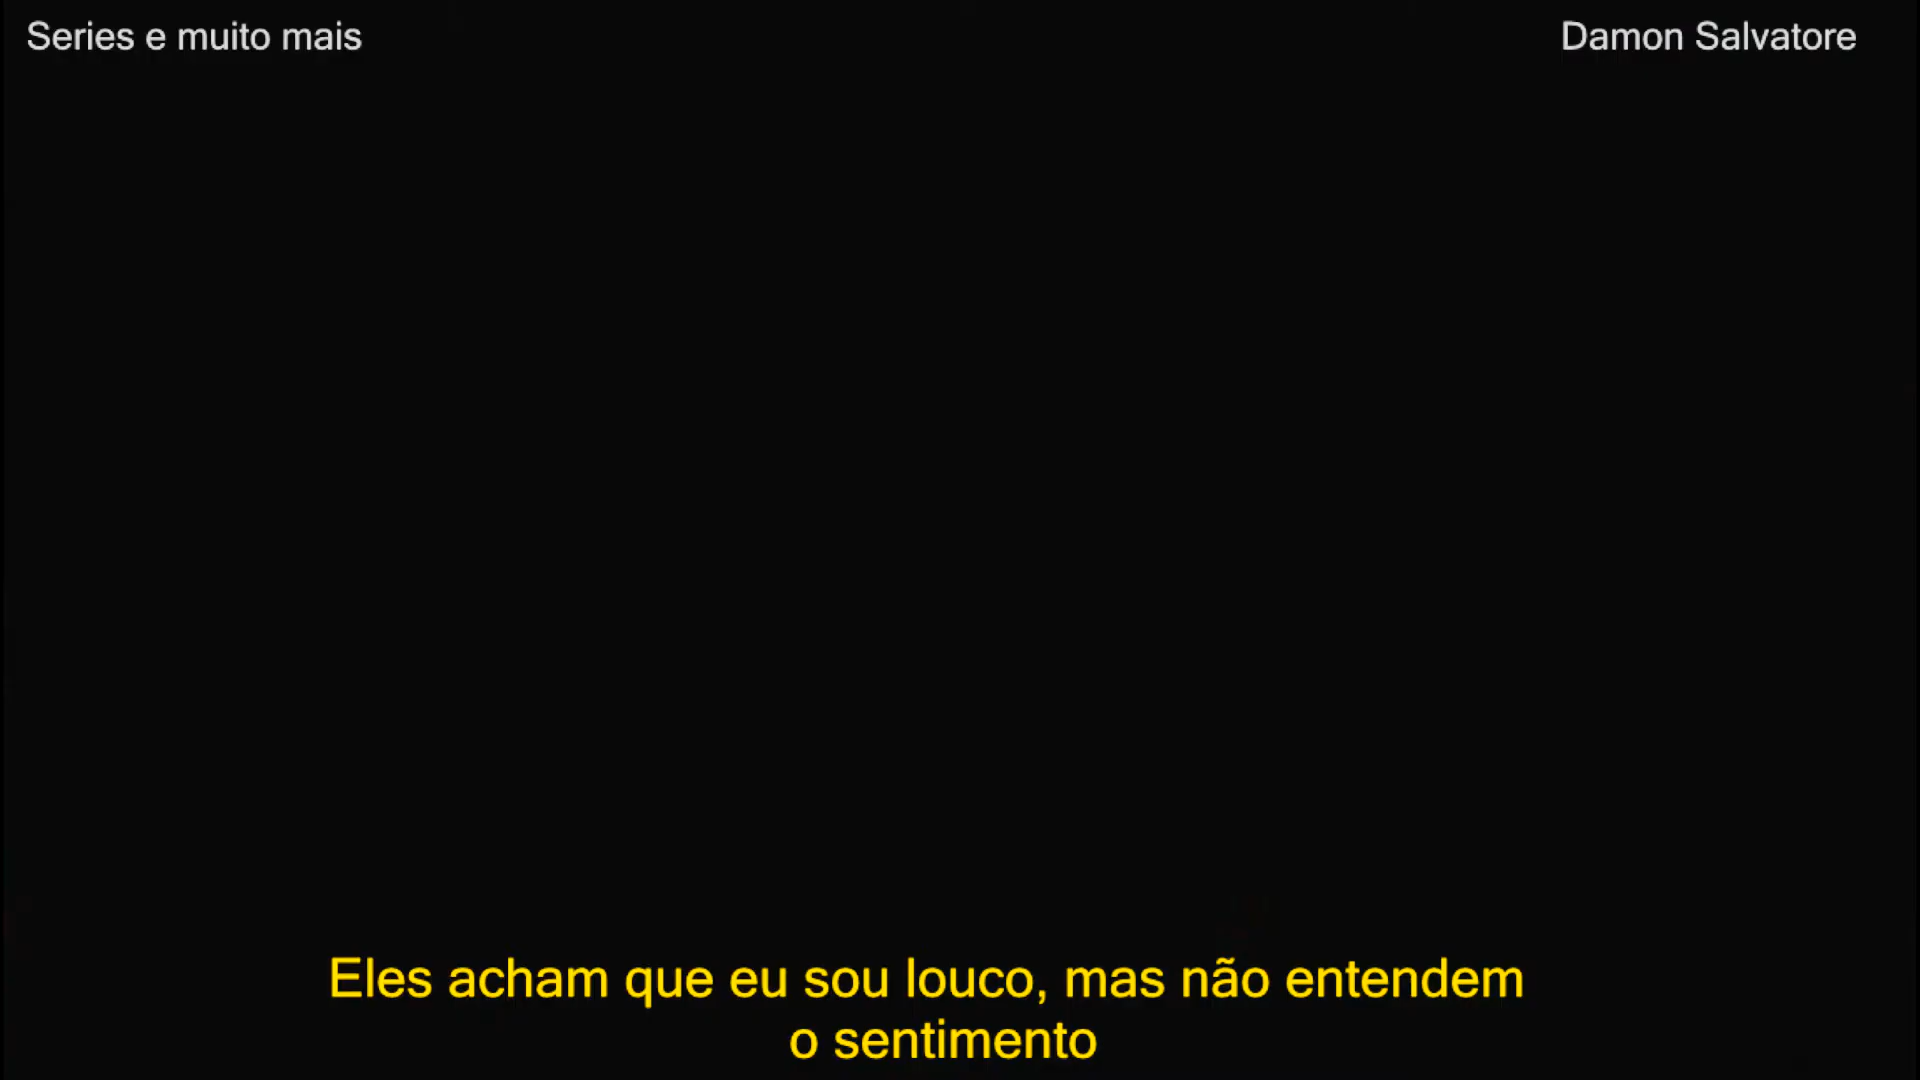 Series e muito mais
Damon Salvatore
Eles acham que eu sou louco, mas não entendem
o sentimento